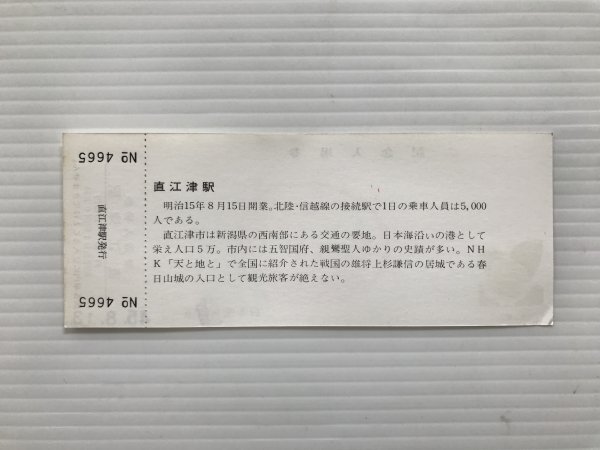 直江津駅
明治15年8月15日開業。北陸・信越線の接続駅で1日の乗車人員は5,000
人である。
直江津市は新潟県の西南部にある交通の要地。日本海沿いの港として
栄え人口5万。市内には五智国府、親鸞聖人ゆかりの史蹟が多い。NH
K「天と地と」で全国に紹介された戦国の雄将上杉謙信の居城である春
日山城の入口として観光旅客が絶えない。
№ 4665
直江津駅発行
№ 4665